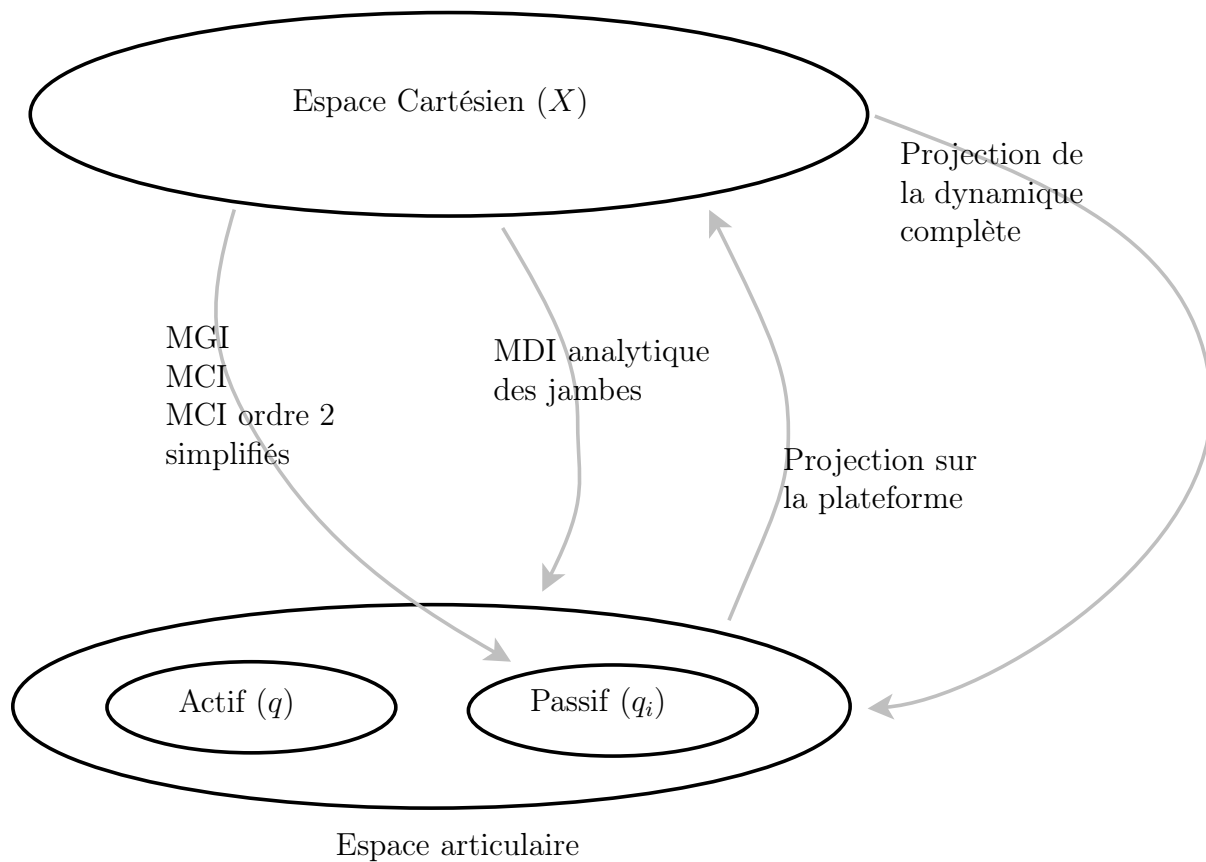 Espace Cartésien (X)
Projection de
la dynamique
complète
MGI
MCI
MCI ordre 2
simplifiés
MDI analytique
des jambes
Projection sur
la plateforme
Actif (q)
Passif (qᵢ)
Espace articulaire